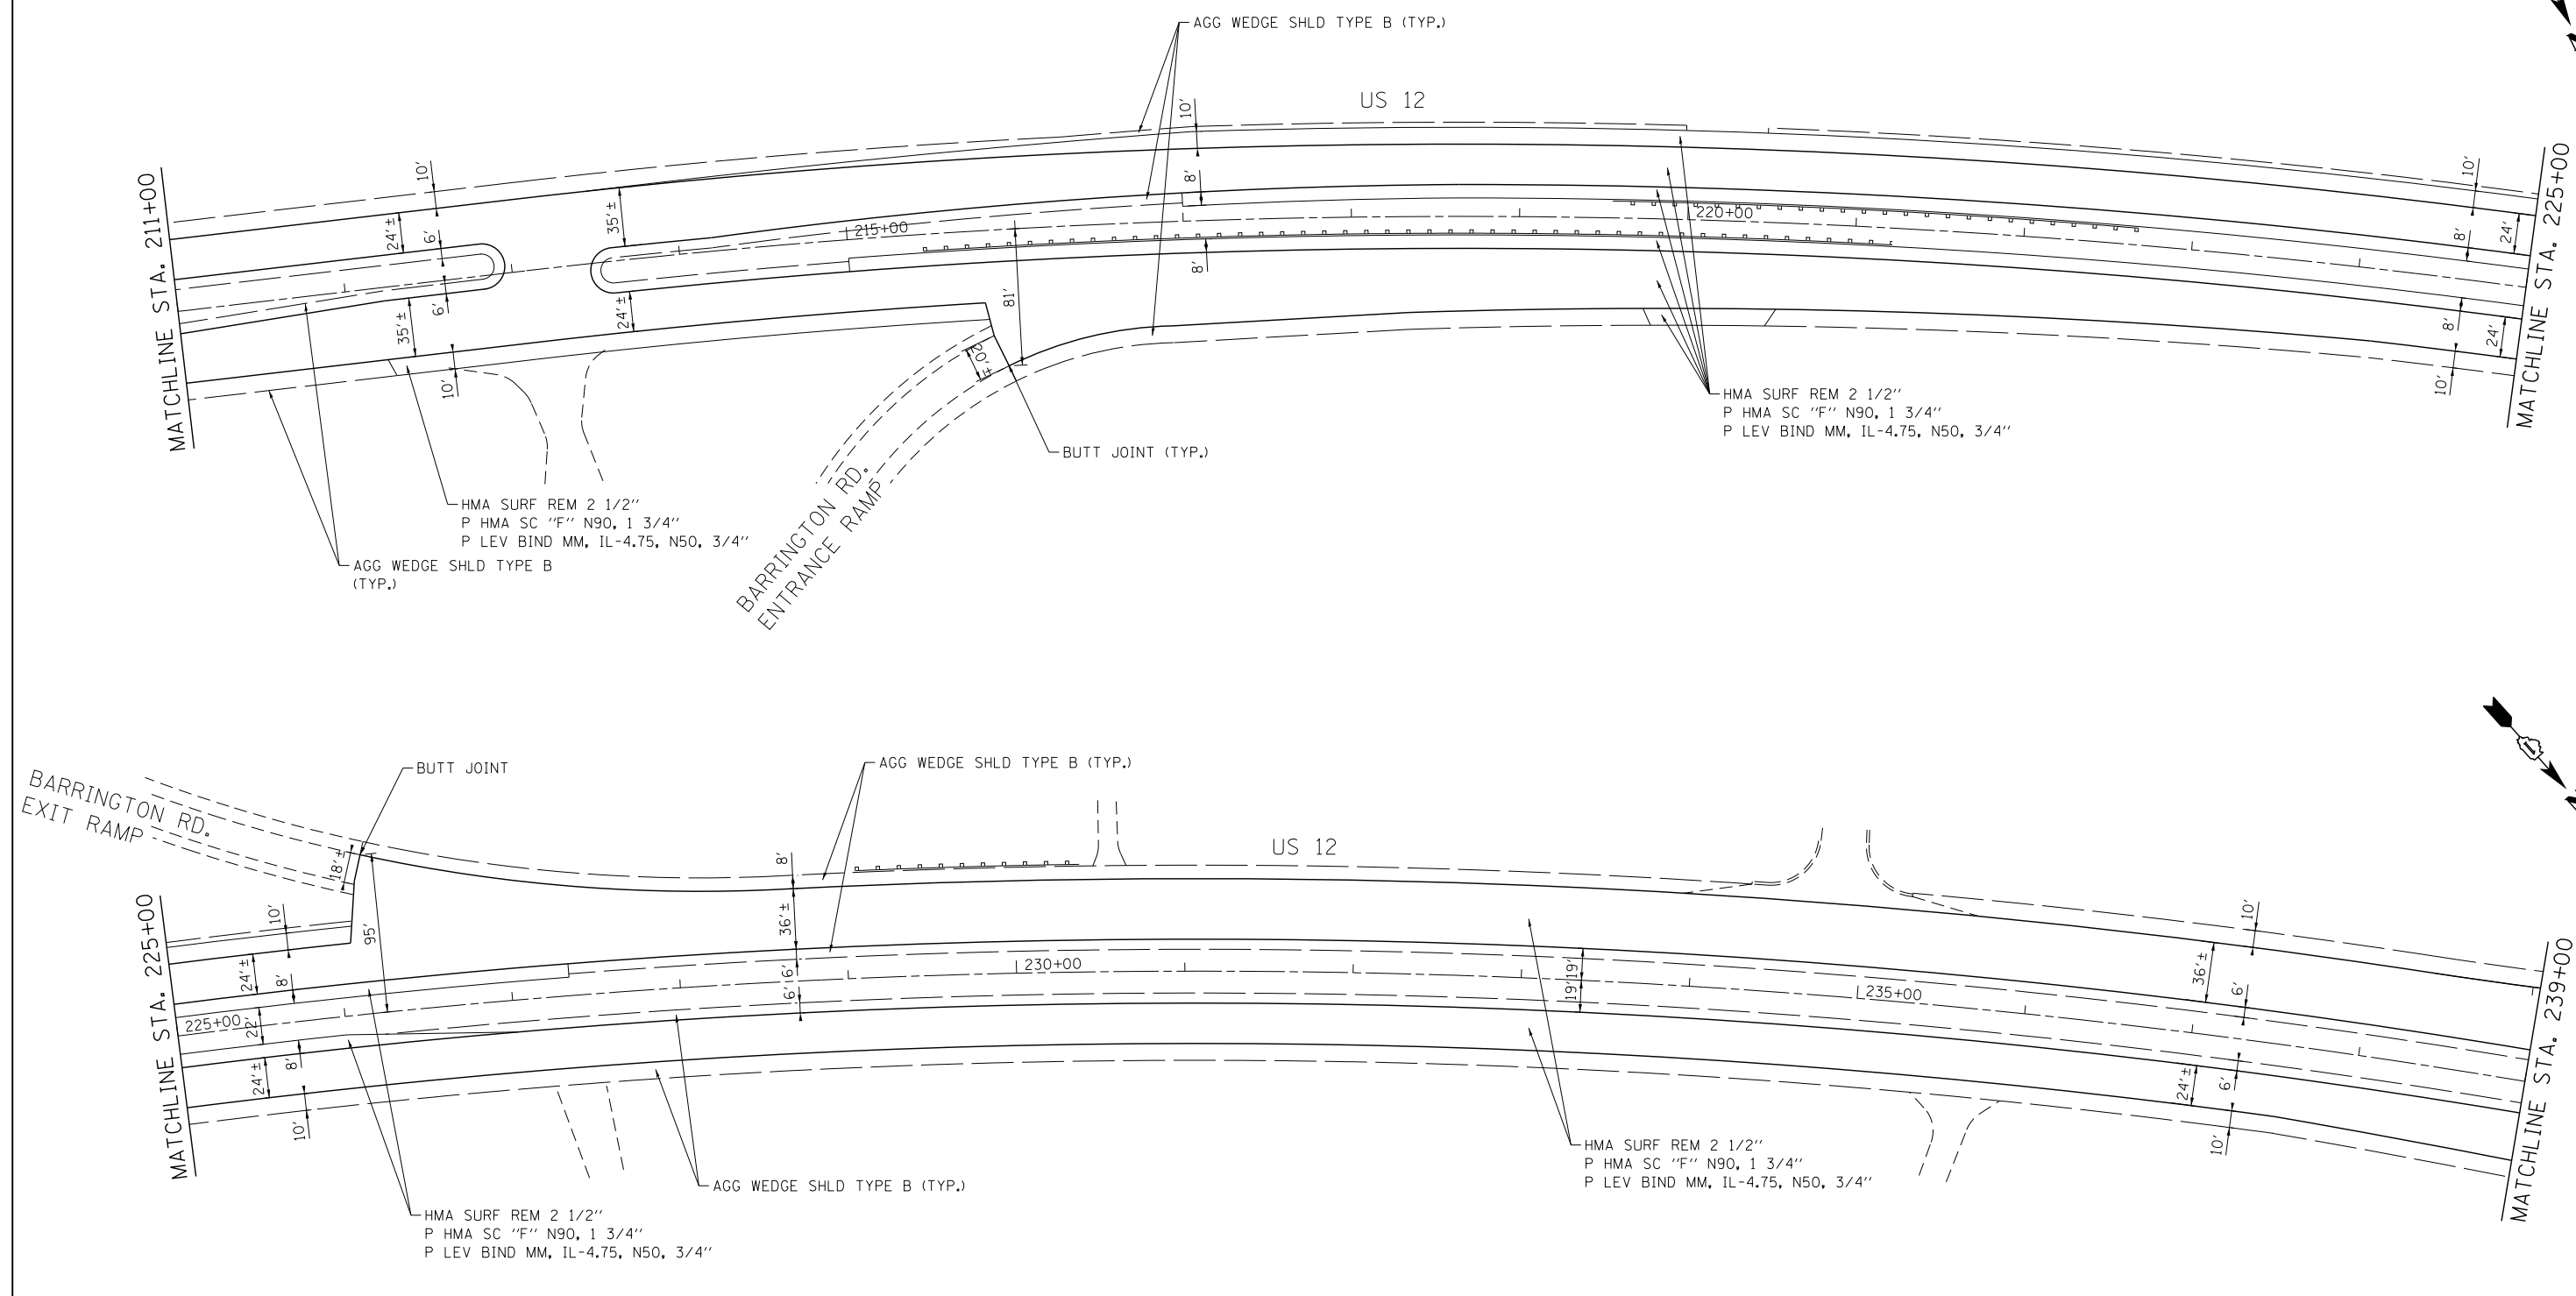 AGG WEDGE SHLD TYPE B (TYP.)
US 12
MATCHLINE STA. 211+00
10'
24'±
6'
6'
35'±
10'
35'±
24'±
215+00
10'
8'
8'
81'
220+00
10'
8'
24'
8'
24'
10'
MATCHLINE STA. 225+00
20'±
BUTT JOINT (TYP.)
HMA SURF REM 2 1/2"
P HMA SC "F" N90, 1 3/4"
P LEV BIND MM, IL-4.75, N50, 3/4"
HMA SURF REM 2 1/2"
P HMA SC "F" N90, 1 3/4"
P LEV BIND MM, IL-4.75, N50, 3/4"
AGG WEDGE SHLD TYPE B
(TYP.)
BARRINGTON RD.
ENTRANCE RAMP
BUTT JOINT
AGG WEDGE SHLD TYPE B (TYP.)
BARRINGTON RD.
EXIT RAMP
US 12
MATCHLINE STA. 225+00
18'±
10'
95'
24'±
8'
225+00
22'
8'
24'±
10'
8'
36'±
6'
6'
230+00
19'
19'
235+00
10'
36'±
6'
24'±
6'
10'
MATCHLINE STA. 239+00
HMA SURF REM 2 1/2"
P HMA SC "F" N90, 1 3/4"
P LEV BIND MM, IL-4.75, N50, 3/4"
AGG WEDGE SHLD TYPE B (TYP.)
HMA SURF REM 2 1/2"
P HMA SC "F" N90, 1 3/4"
P LEV BIND MM, IL-4.75, N50, 3/4"